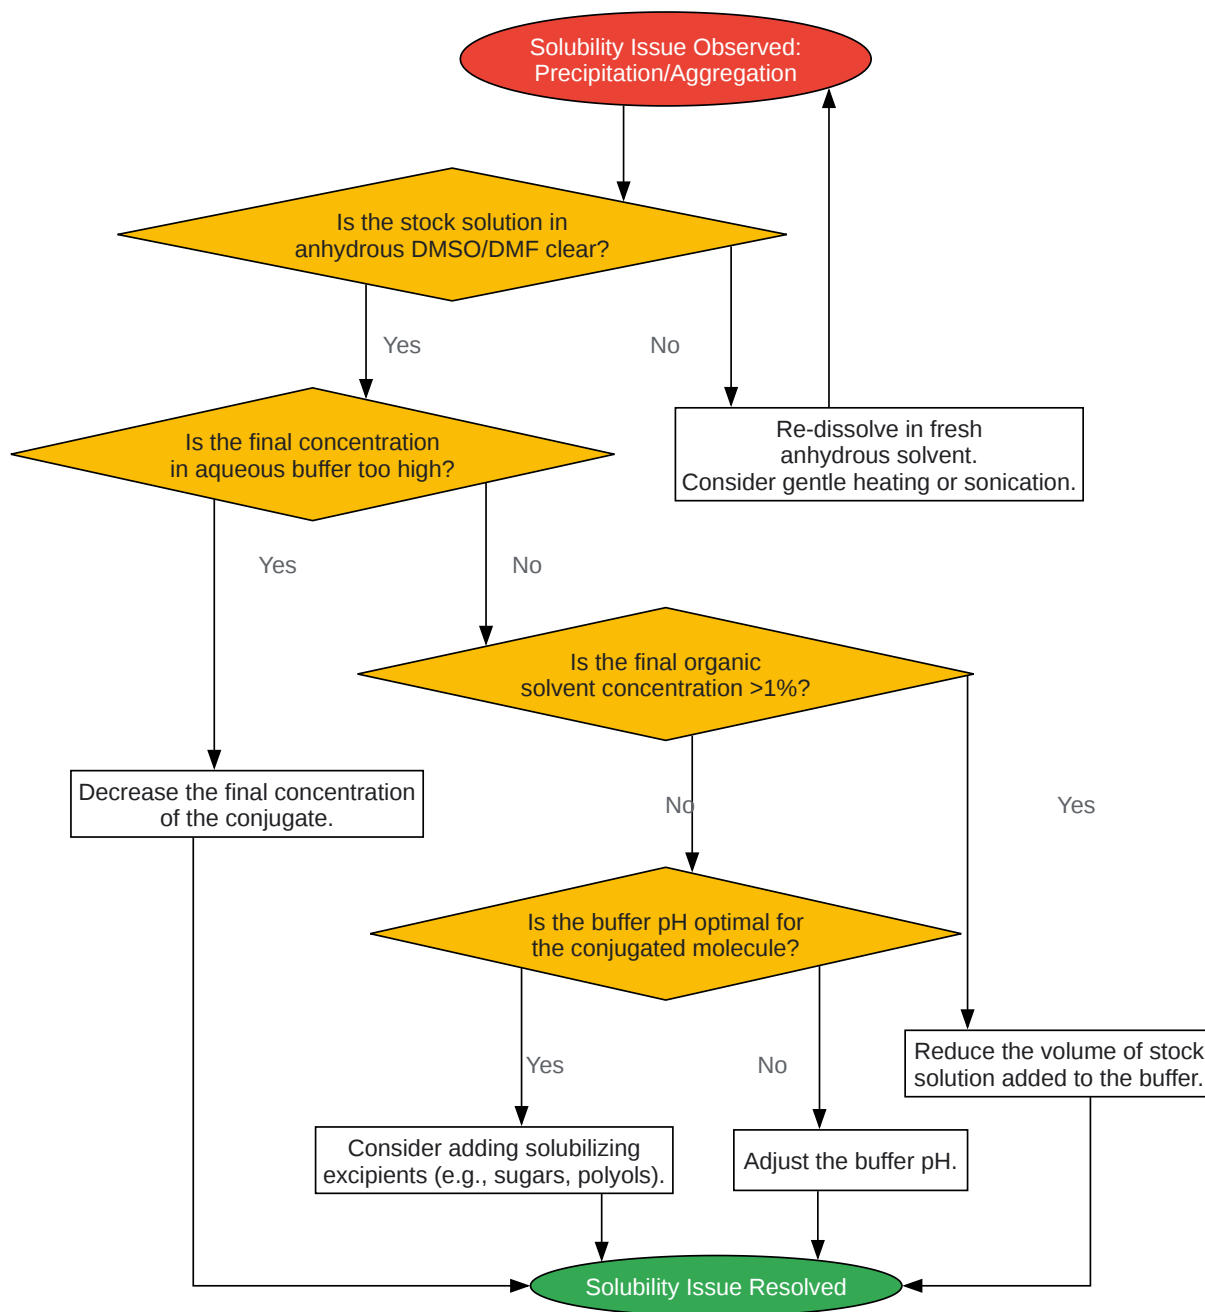 Solubility Issue Observed:
Precipitation/Aggregation
Is the stock solution in
anhydrous DMSO/DMF clear?
Yes
No
Is the final concentration
in aqueous buffer too high?
Re-dissolve in fresh
anhydrous solvent.
Consider gentle heating or sonication.
Yes
No
Is the final organic
solvent concentration >1%?
Decrease the final concentration
of the conjugate.
No
Yes
Is the buffer pH optimal for
the conjugated molecule?
Yes
No
Reduce the volume of stock
solution added to the buffer.
Consider adding solubilizing
excipients (e.g., sugars, polyols).
Adjust the buffer pH.
Solubility Issue Resolved